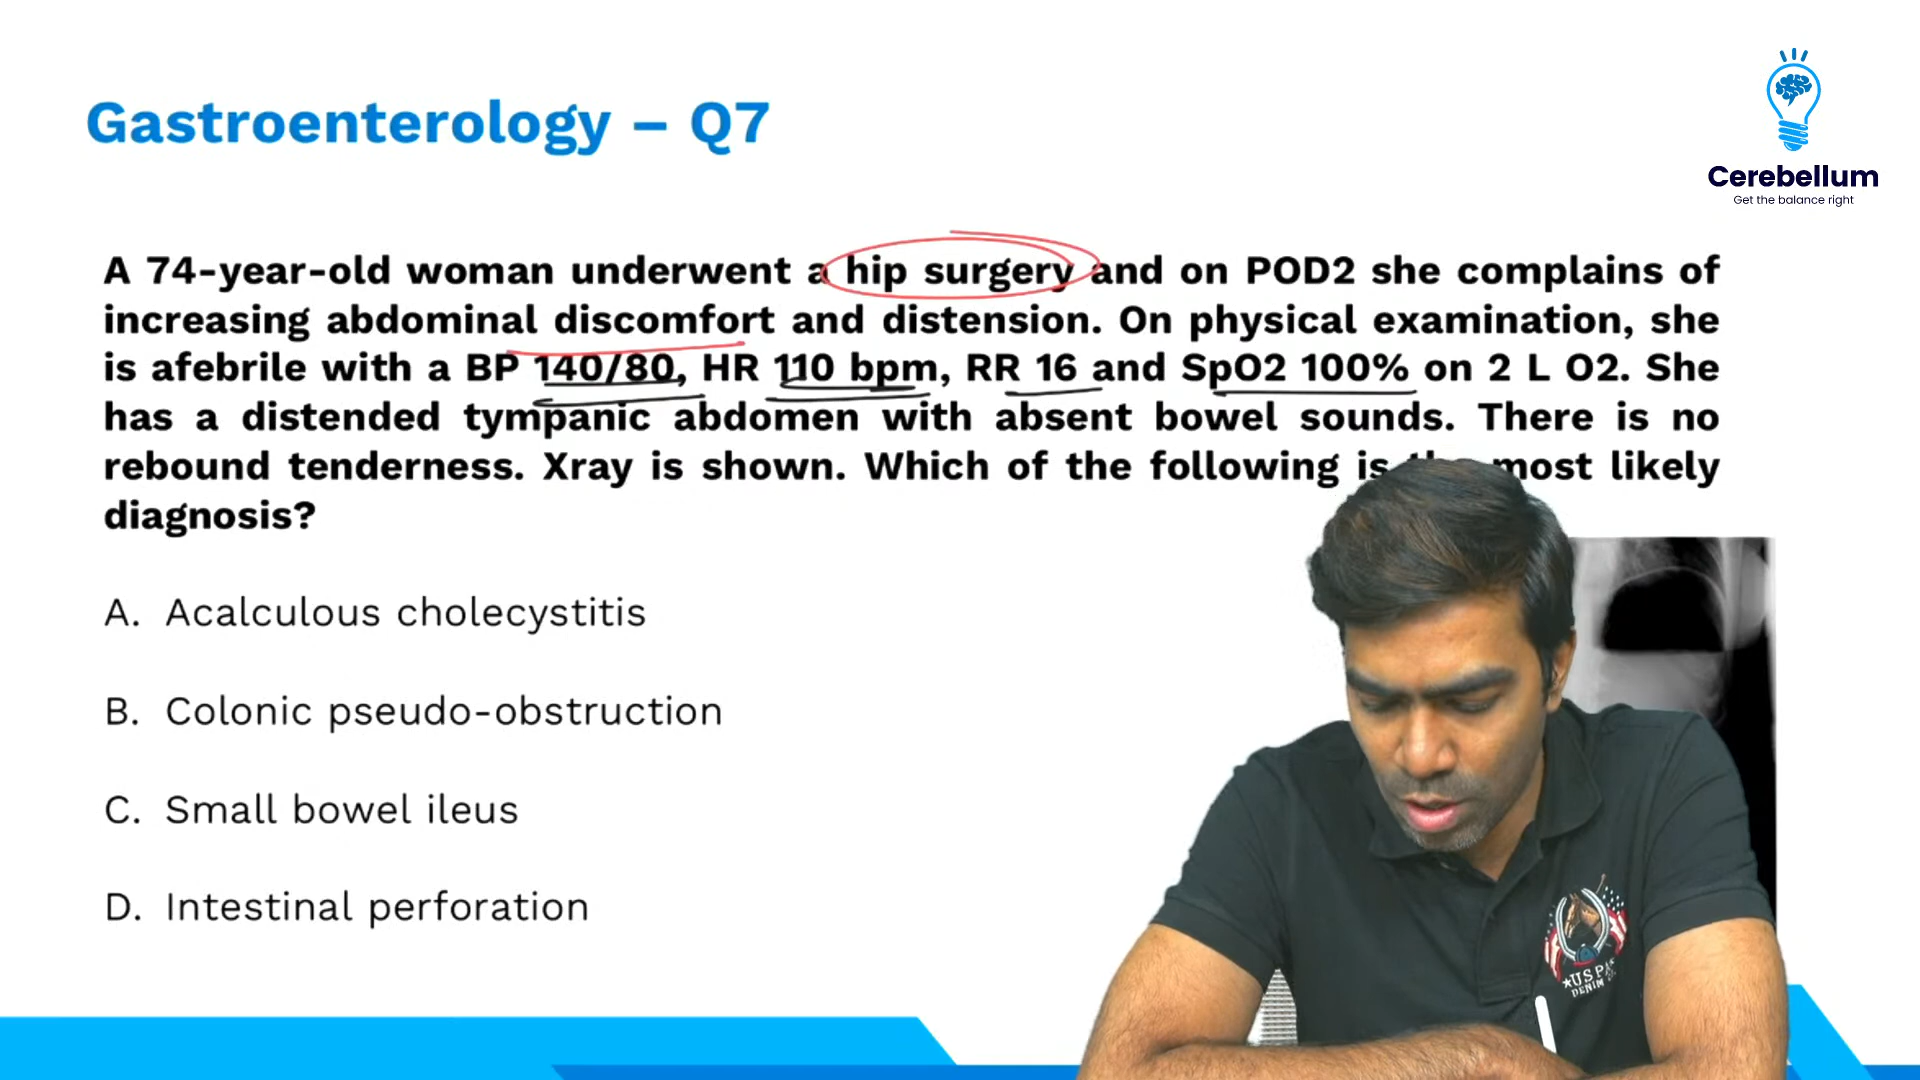 Gastroenterology – Q7
Cerebellum
Get the balance right
A 74-year-old woman underwent a hip surgery and on POD2 she complains of
increasing abdominal discomfort and distension. On physical examination, she
is afebrile with a BP 140/80, HR 110 bpm, RR 16 and SpO2 100% on 2 L O2. She
has a distended tympanic abdomen with absent bowel sounds. There is no
rebound tenderness. Xray is shown. Which of the following is most likely
diagnosis?
A. Acalculous cholecystitis
B. Colonic pseudo-obstruction
C. Small bowel ileus
D. Intestinal perforation